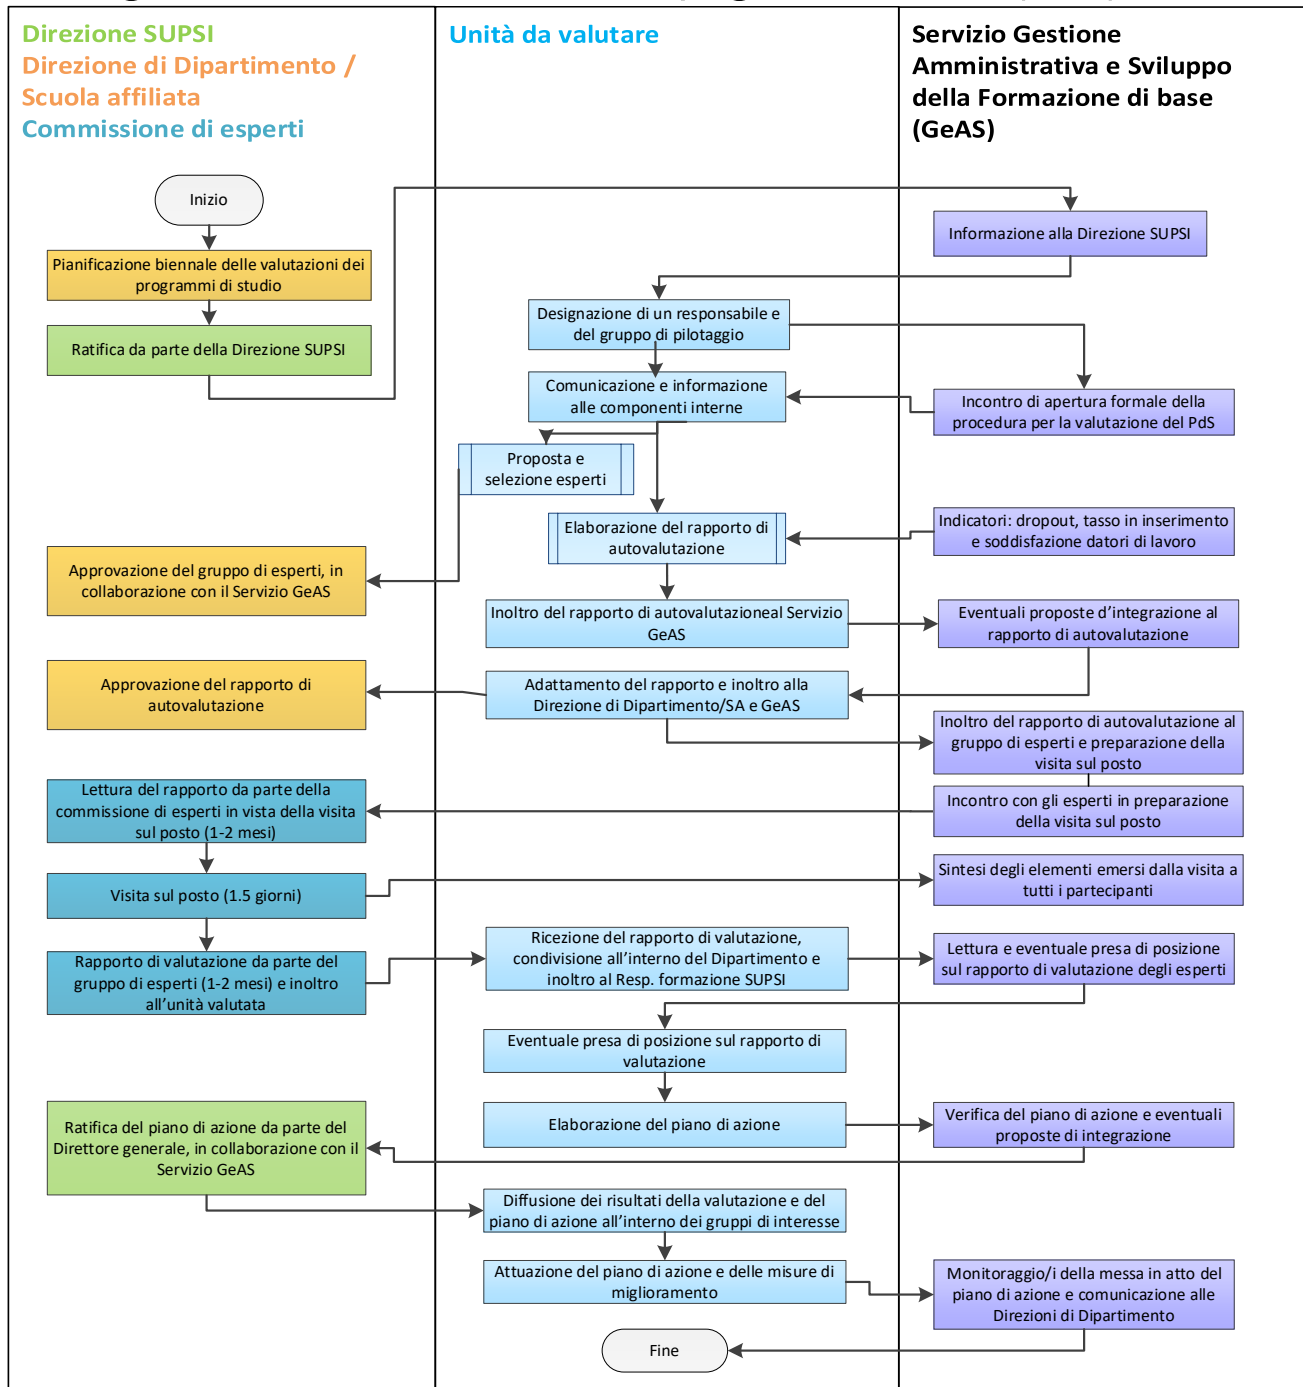 Direzione SUPSI
Direzione di Dipartimento /
Scuola affiliata
Commissione di esperti
Unità da valutare
Servizio Gestione
Amministrativa e Sviluppo
della Formazione di base
(GeAS)
Inizio
Informazione alla Direzione SUPSI
Pianificazione biennale delle valutazioni dei
programmi di studio
Designazione di un responsabile e
del gruppo di pilotaggio
Ratifica da parte della Direzione SUPSI
Comunicazione e informazione
alle componenti interne
Incontro di apertura formale della
procedura per la valutazione del PdS
Proposta e
selezione esperti
Elaborazione del rapporto di
autovalutazione
Indicatori: dropout, tasso in inserimento
e soddisfazione datori di lavoro
Approvazione del gruppo di esperti, in
collaborazione con il Servizio GeAS
Inoltro del rapporto di autovalutazioneal Servizio
GeAS
Eventuali proposte d’integrazione al
rapporto di autovalutazione
Approvazione del rapporto di
autovalutazione
Adattamento del rapporto e inoltro alla
Direzione di Dipartimento/SA e GeAS
Inoltro del rapporto di autovalutazione al
gruppo di esperti e preparazione della
visita sul posto
Lettura del rapporto da parte della
commissione di esperti in vista della visita
sul posto (1-2 mesi)
Incontro con gli esperti in preparazione
della visita sul posto
Visita sul posto (1.5 giorni)
Sintesi degli elementi emersi dalla visita a
tutti i partecipanti
Rapporto di valutazione da parte del
gruppo di esperti (1-2 mesi) e inoltro
all’unità valutata
Ricezione del rapporto di valutazione,
condivisione all’interno del Dipartimento e
inoltro al Resp. formazione SUPSI
Lettura e eventuale presa di posizione
sul rapporto di valutazione degli esperti
Eventuale presa di posizione sul rapporto di
valutazione
Elaborazione del piano di azione
Verifica del piano di azione e eventuali
proposte di integrazione
Ratifica del piano di azione da parte del
Direttore generale, in collaborazione con il
Servizio GeAS
Diffusione dei risultati della valutazione e del
piano di azione all’interno dei gruppi di interesse
Attuazione del piano di azione e delle misure di
miglioramento
Monitoraggio/i della messa in atto del
piano di azione e comunicazione alle
Direzioni di Dipartimento
Fine